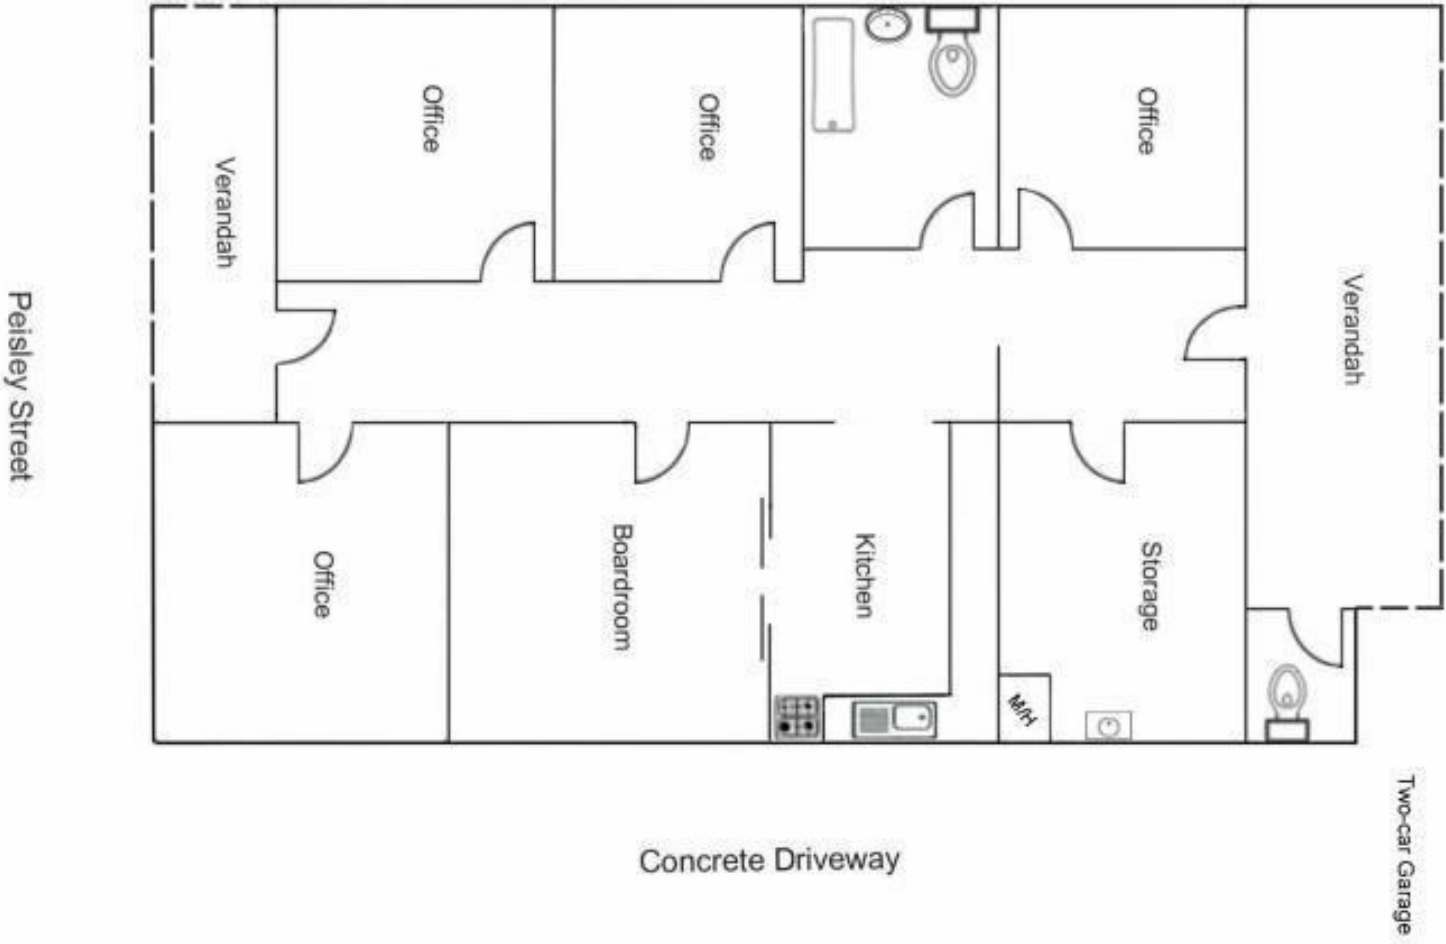 Office
Office
Office
Verandah
Verandah
Peisley Street
Office
Boardroom
Kitchen
Storage
M/H
Two-car Garage
Concrete Driveway